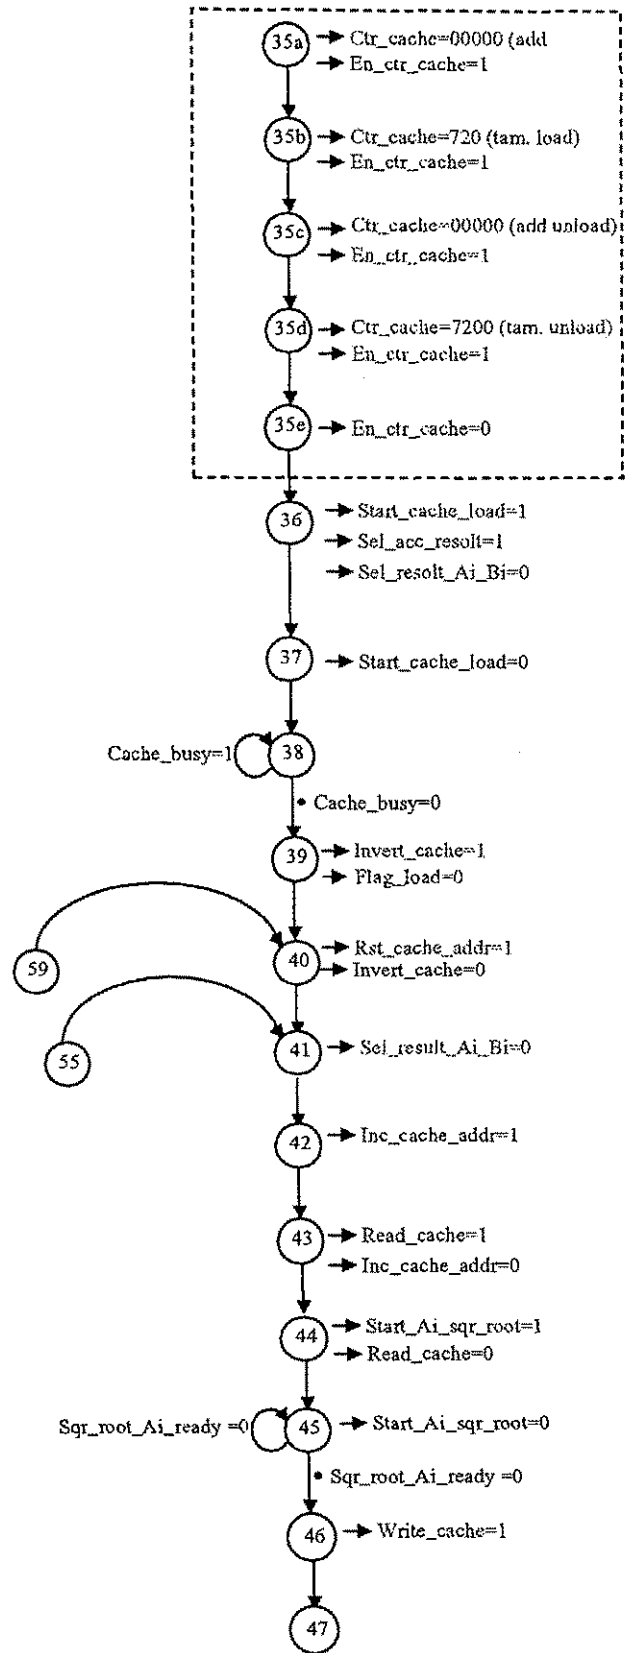 35a
Ctr_cache=00000 (add
En_ctr_cache=1
35b
Ctr_cache=720 (tam. load)
En_ctr_cache=1
35c
Ctr_cache=00000 (add unload)
En_ctr_cache=1
35d
Ctr_cache=7200 (tam. unload)
En_ctr_cache=1
35e
En_ctr_cache=0
36
Start_cache_load=1
Sel_acc_resolt=1
Sel_resolt_Ai_Bi=0
37
Start_cache_load=0
Cache_busy=1
38
Cache_busy=0
39
Invert_cache=1
Flag_load=0
59
40
Rst_cache_addr=1
Invert_cache=0
55
41
Sel_result_Ai_Bi=0
42
Inc_cache_addr=1
43
Read_cache=1
Inc_cache_addr=0
44
Start_Ai_sqr_root=1
Read_cache=0
Sqr_root_Ai_ready =0
45
Start_Ai_sqr_root=0
Sqr_root_Ai_ready =0
46
Write_cache=1
47